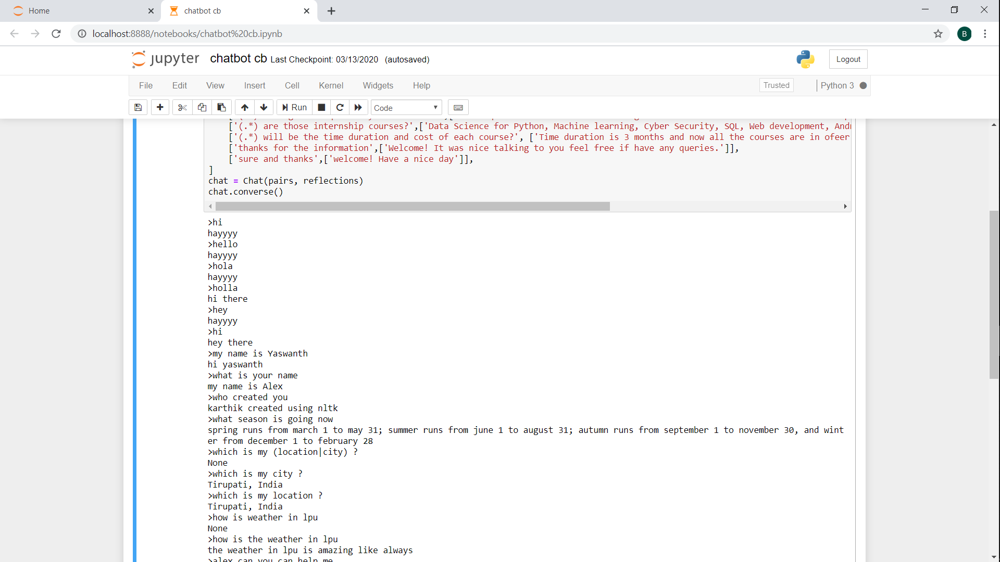 Home
chatbot cb
localhost:8888/notebooks/chatbot%20cb.ipynb
B
jupyter chatbot cb Last Checkpoint: 03/13/2020 (autosaved)
Logout
File Edit View Insert Cell Kernel Widgets Help
Trusted
Python 3
Run
Code
['(.*) are those internship courses?',['Data Science for Python, Machine learning, Cyber Security, SQL, Web development, Andr
['(.*) will be the time duration and cost of each course?', ['Time duration is 3 months and now all the courses are in ofeer
['thanks for the information',['Welcome! It was nice talking to you feel free if have any queries.']],
['sure and thanks',['welcome! Have a nice day']],
]
chat = Chat(pairs, reflections)
chat.converse()
>hi
hayyyy
>hello
hayyyy
>hola
hayyyy
>holla
hi there
>hey
hayyyy
>hi
hey there
>my name is Yaswanth
hi yaswanth
>what is your name
my name is Alex
>who created you
karthik created using nltk
>what season is going now
spring runs from march 1 to may 31; summer runs from june 1 to august 31; autumn runs from september 1 to november 30, and wint
er from december 1 to february 28
>which is my (location|city) ?
None
>which is my city ?
Tirupati, India
>which is my location ?
Tirupati, India
>how is weather in lpu
None
>how is the weather in lpu
the weather in lpu is amazing like always
>alex can you can help me